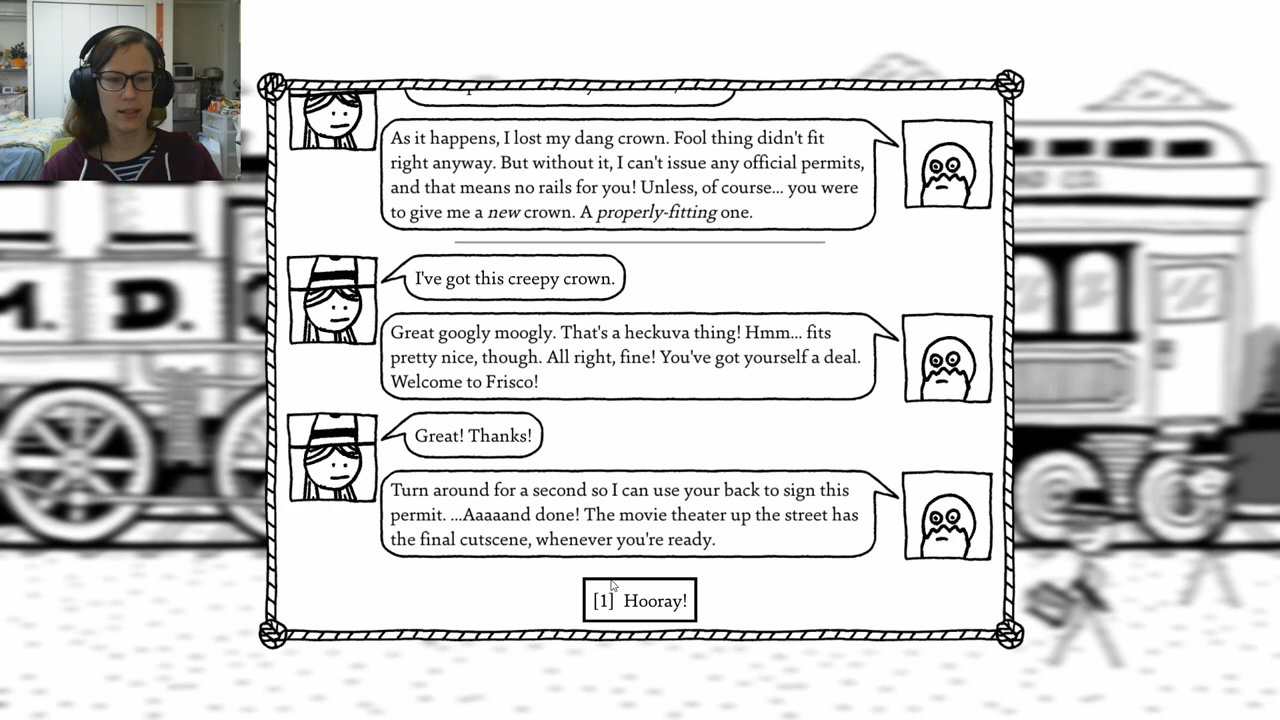 As it happens, I lost my dang crown. Fool thing didn't fit
right anyway. But without it, I can't issue any official permits,
and that means no rails for you! Unless, of course... you were
to give me a new crown. A properly-fitting one.
I've got this creepy crown.
Great googly moogly. That's a heckuva thing! Hmm... fits
pretty nice, though. All right, fine! You've got yourself a deal.
Welcome to Frisco!
Great! Thanks!
Turn around for a second so I can use your back to sign this
permit. ...Aaaaand done! The movie theater up the street has
the final cutscene, whenever you're ready.
[1] Hooray!
D.
CO.